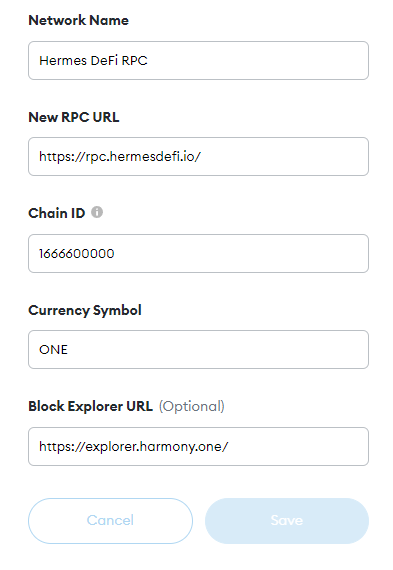 Network Name
Hermes DeFi RPC
New RPC URL
https://rpc.hermesdefi.io/
Chain ID
1666600000
Currency Symbol
ONE
Block Explorer URL (Optional)
https://explorer.harmony.one/
Cancel Save